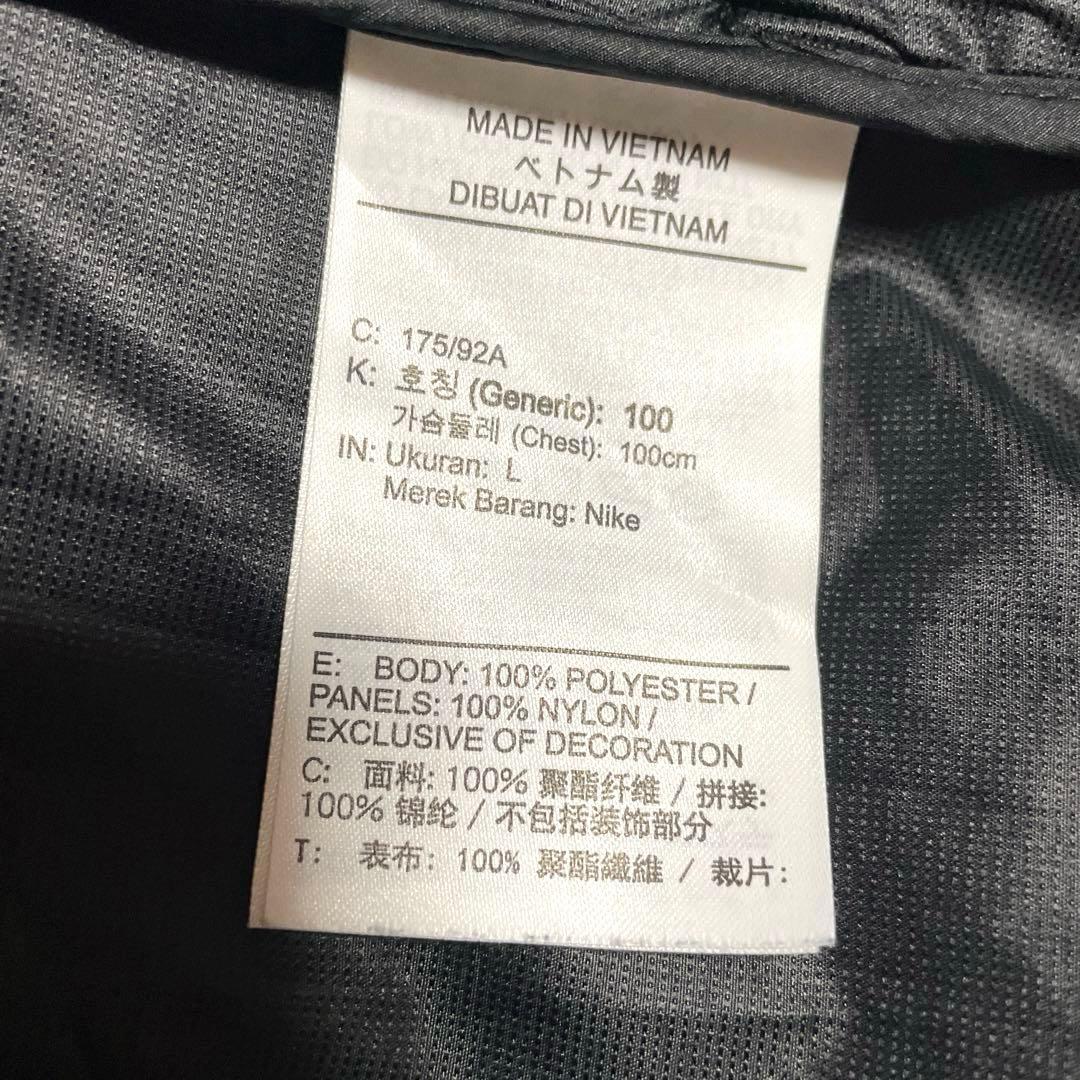 MADE IN VIETNAM
ベトナム製
DIBUAT DI VIETNAM
C: 175/92A
K: 호칭 (Generic): 100
가슴둘레 (Chest): 100cm
IN: Ukuran: L
Merek Barang: Nike
E: BODY: 100% POLYESTER /
PANELS: 100% NYLON /
EXCLUSIVE OF DECORATION
C: 面料: 100% 聚酯纤维 / 拼接:
100% 锦纶 / 不包括装饰部分
T: 表布: 100% 聚酯纖維 / 裁片: